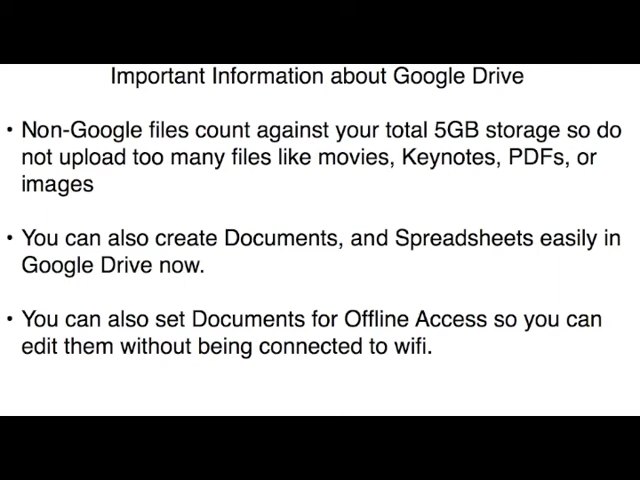 Important Information about Google Drive
• Non-Google files count against your total 5GB storage so do
not upload too many files like movies, Keynotes, PDFs, or
images
• You can also create Documents, and Spreadsheets easily in
Google Drive now.
• You can also set Documents for Offline Access so you can
edit them without being connected to wifi.